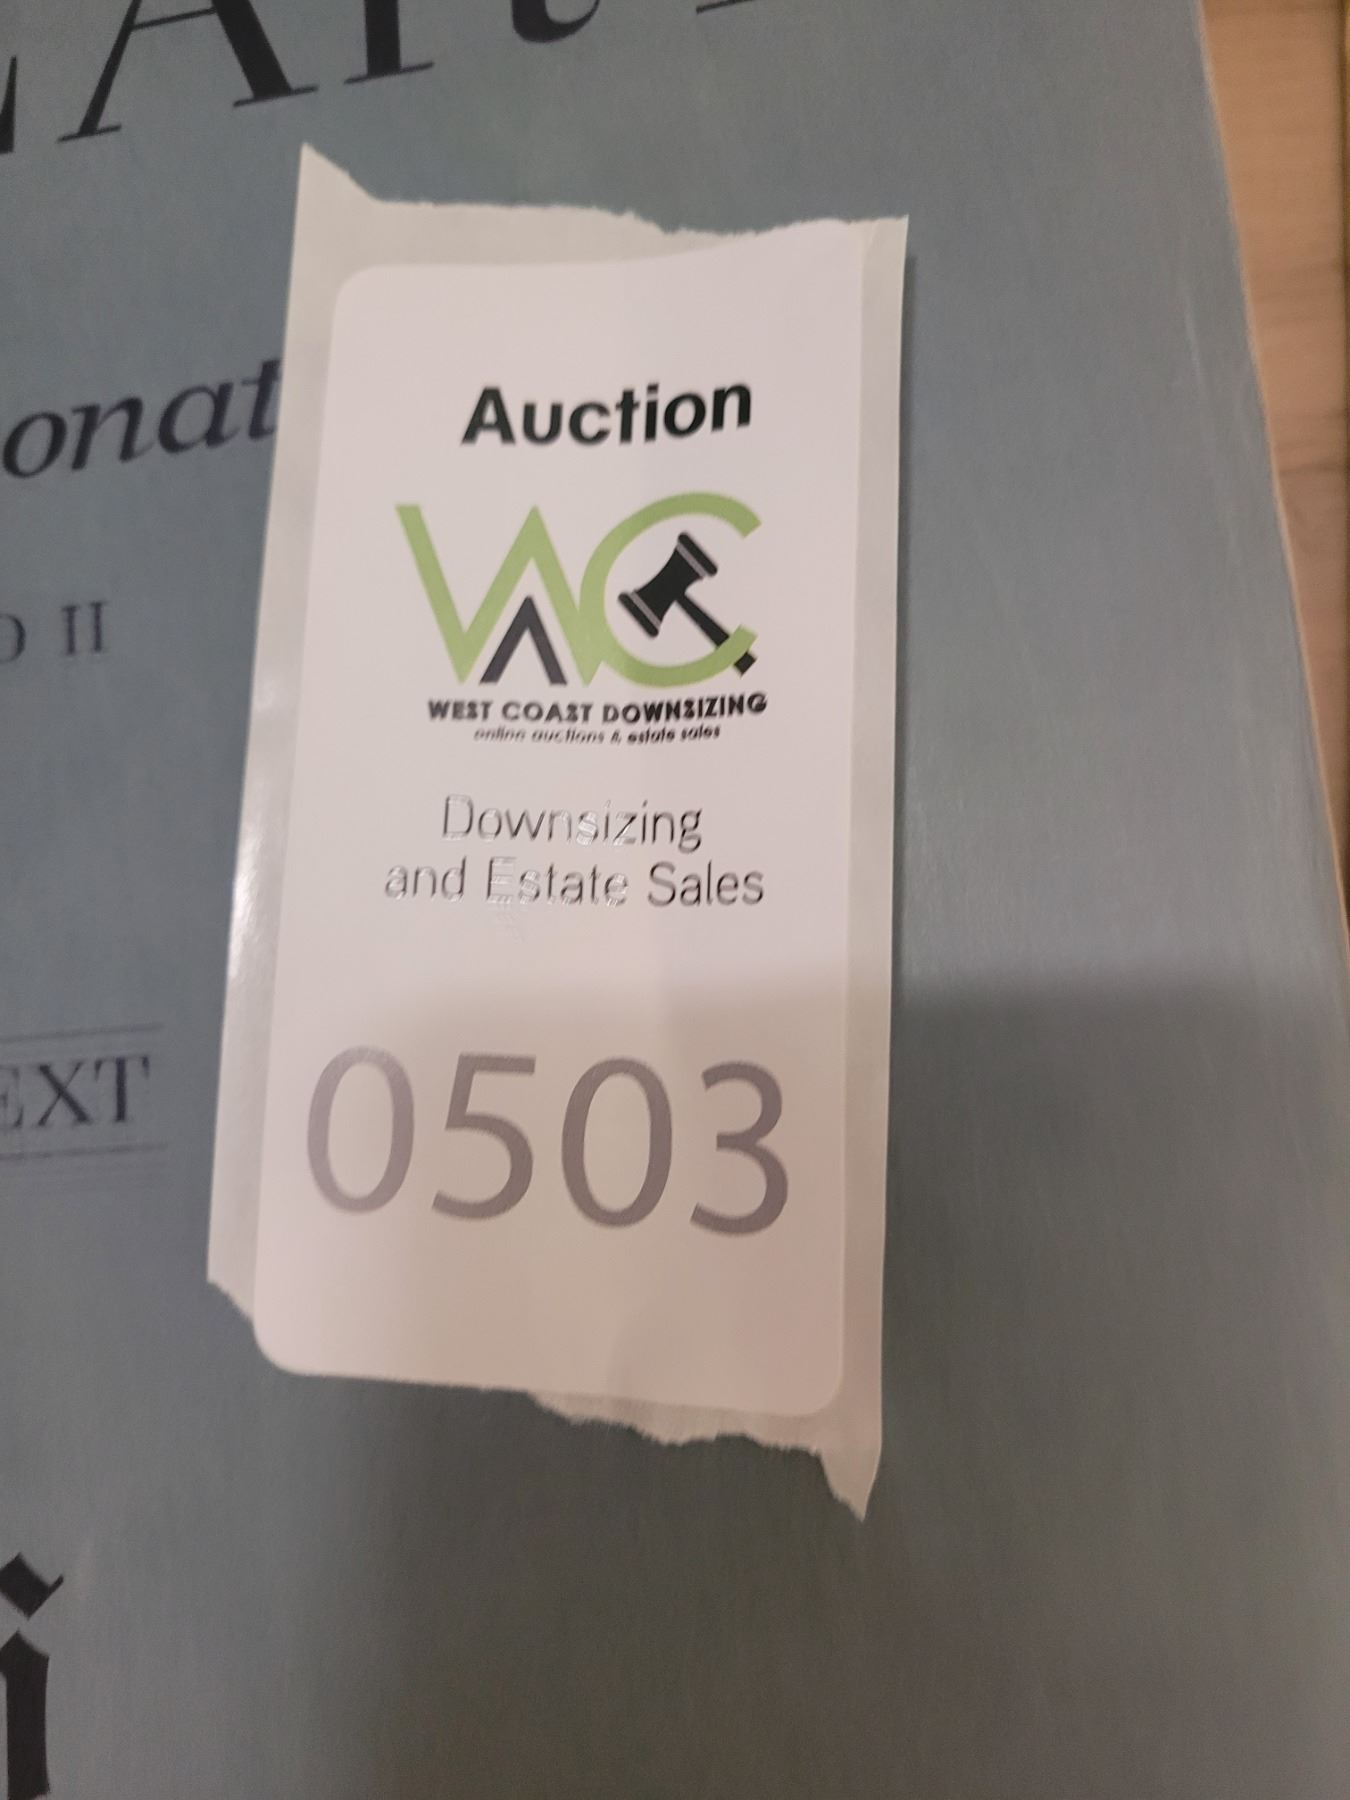 onat
II
EXT
Auction
WC
WEST COAST DOWNSIZING
online auctions & estate sales
Downsizing
and Estate Sales
0503
i